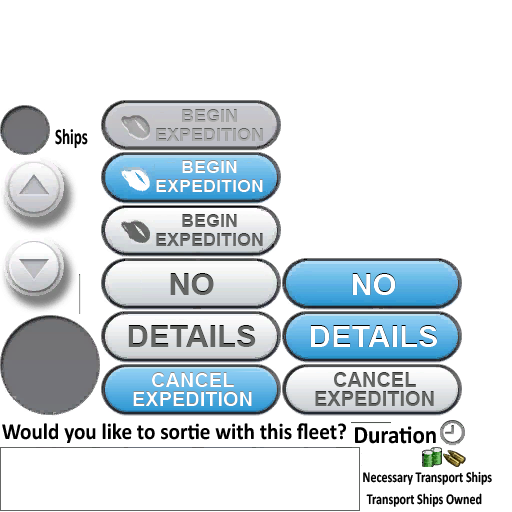 BEGIN
EXPEDITION
Ships
BEGIN
EXPEDITION
BEGIN
EXPEDITION
NO
NO
DETAILS
DETAILS
CANCEL
EXPEDITION
CANCEL
EXPEDITION
Would you like to sortie with this fleet?
Duration
Necessary Transport Ships
Transport Ships Owned